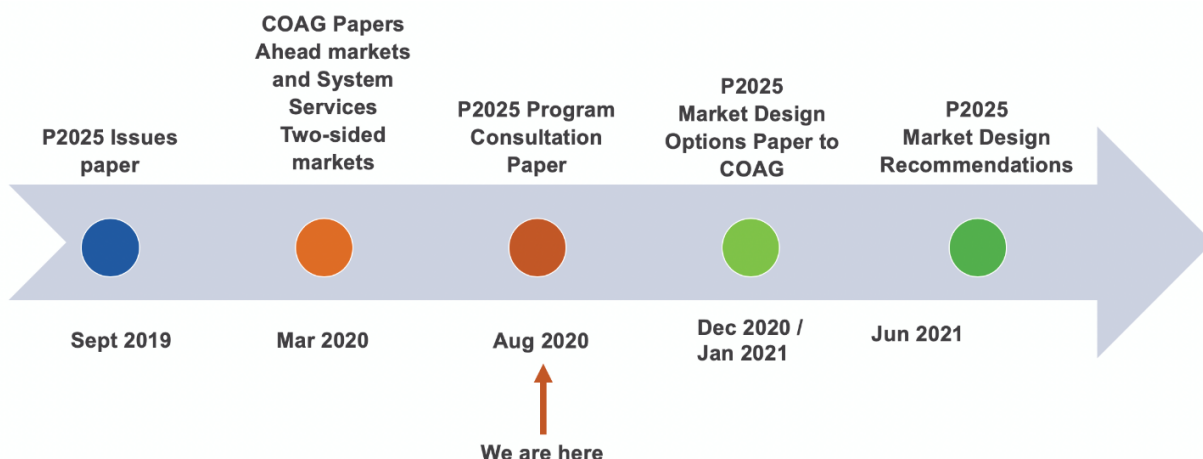 P2025 Issues
paper
COAG Papers
Ahead markets
and System
Services
Two-sided
markets
P2025 Program
Consultation
Paper
P2025
Market Design
Options Paper to
COAG
P2025
Market Design
Recommendations
Sept 2019
Mar 2020
Aug 2020
Dec 2020 /
Jan 2021
Jun 2021
We are here